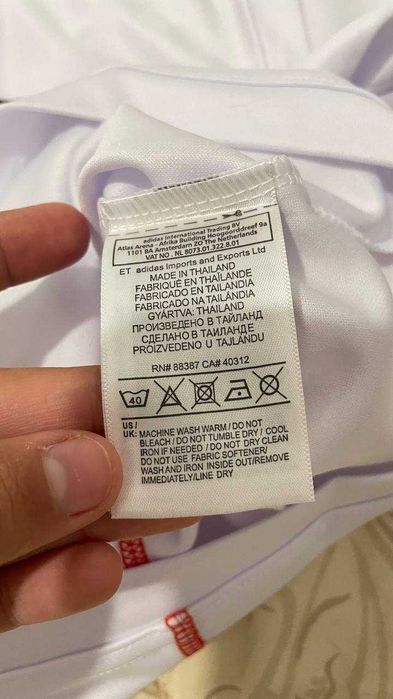 adidas International Trading BV
Atlas Arena - Afrika Building Hoogoorddreef 9a
1101 BA Amsterdam ZO The Netherlands
VAT NO. NL 8073.01.322.8.01
ET adidas Imports and Exports Ltd
MADE IN THAILAND
FABRIQUÉ EN THAÏLANDE
FABRICADO EN TAILANDIA
FABRICADO NA TAILÂNDIA
GYÁRTVA: THAILAND
ПРОИЗВЕДЕНО В ТАЙЛАНД
СДЕЛАНО В ТАИЛАНДЕ
PROIZVEDENO U TAJLANDU
RN# 88387 CA# 40312
40
US /
UK: MACHINE WASH WARM / DO NOT
BLEACH / DO NOT TUMBLE DRY / COOL
IRON IF NEEDED / DO NOT DRY CLEAN
DO NOT USE FABRIC SOFTENER/
WASH AND IRON INSIDE OUT/REMOVE
IMMEDIATELY/LINE DRY